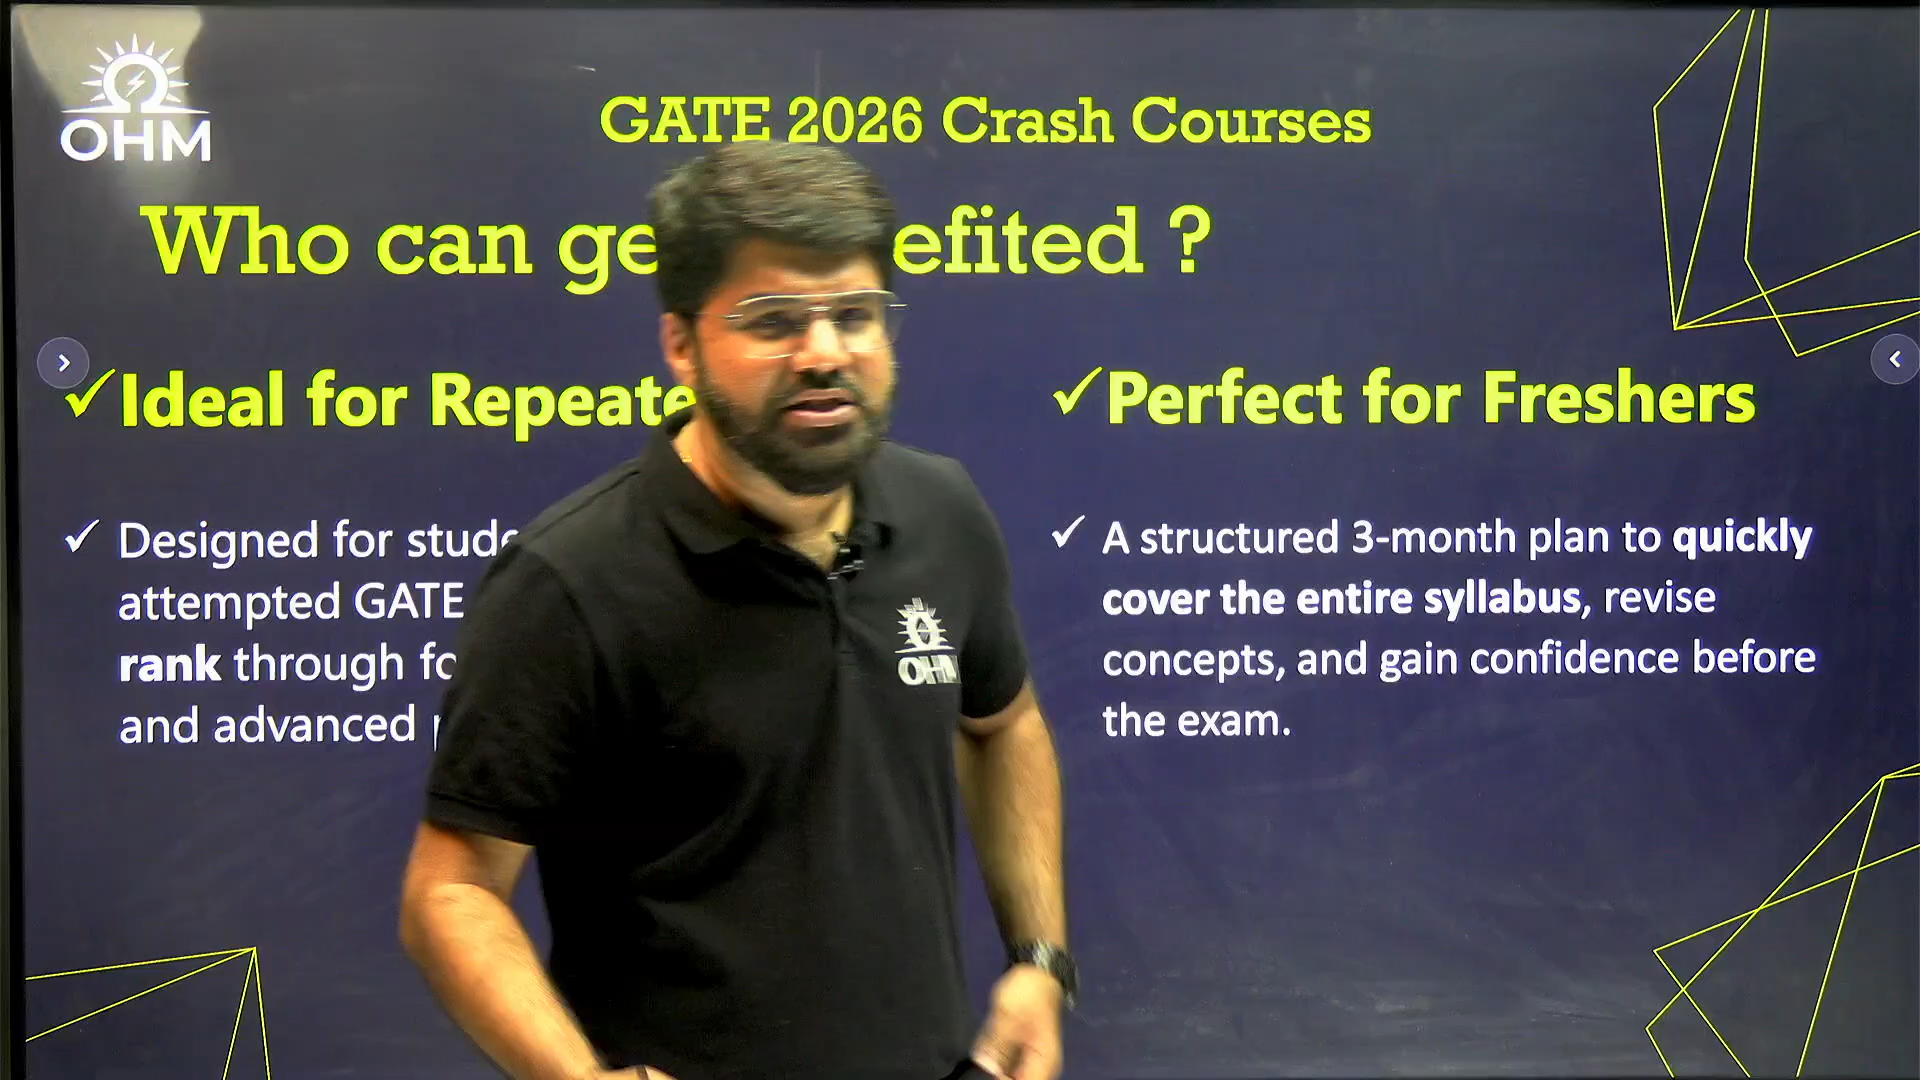 OHM
GATE 2026 Crash Courses
Who can ge efited ?
✓Ideal for Repeate
✓ Designed for stude
attempted GATE
rank through fo
and advanced
✓Perfect for Freshers
✓ A structured 3-month plan to quickly
cover the entire syllabus, revise
concepts, and gain confidence before
the exam.
OHM